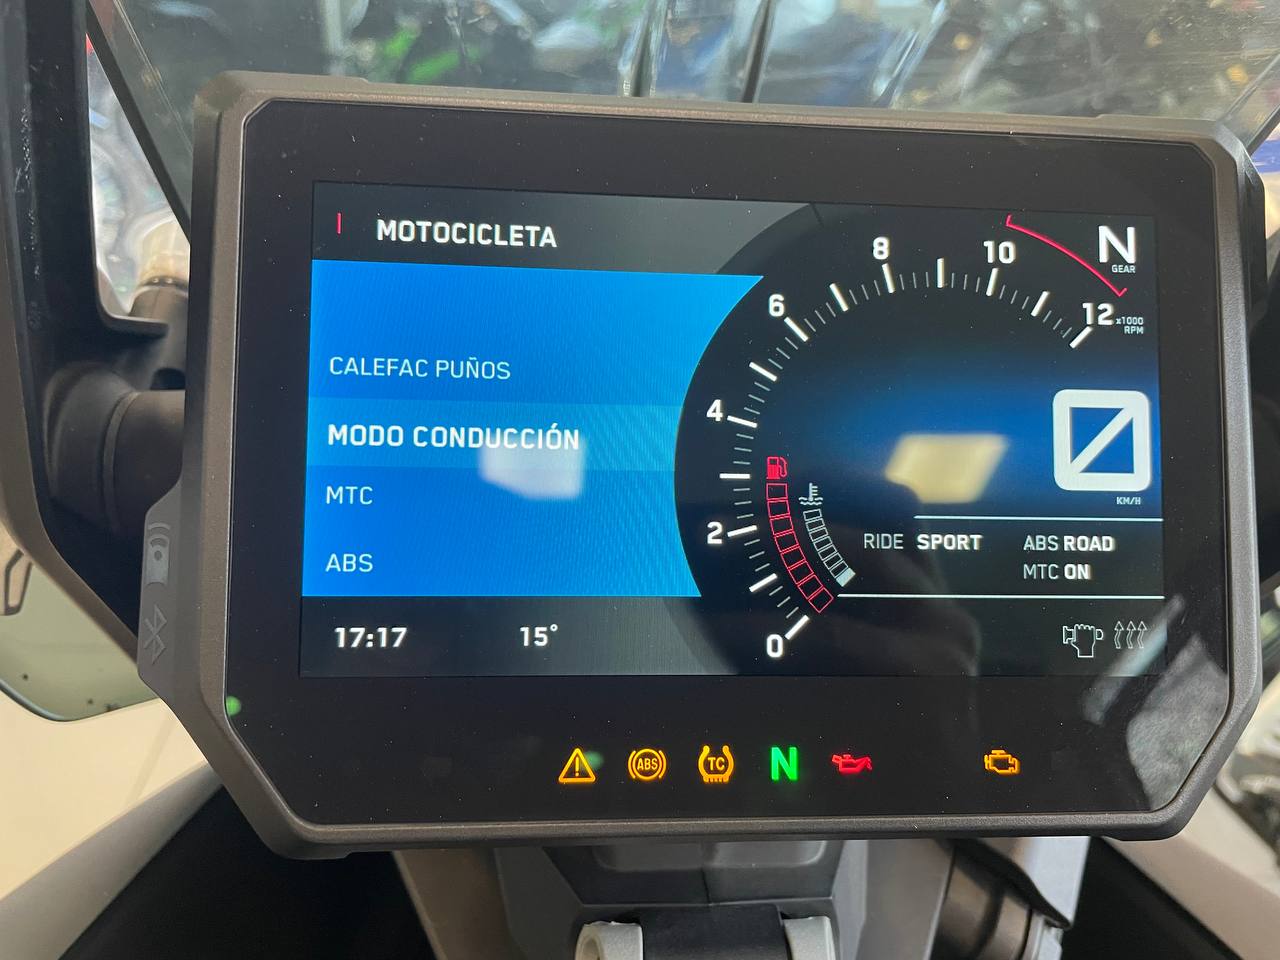 MOTOCICLETA
CALEFAC PUÑOS
MODO CONDUCCIÓN
MTC
ABS
17:17 15°
0
2
4
6
8
10
12 x1000 RPM
N
GEAR
0
KM/H
RIDE SPORT
ABS ROAD
MTC ON
ABS TC N